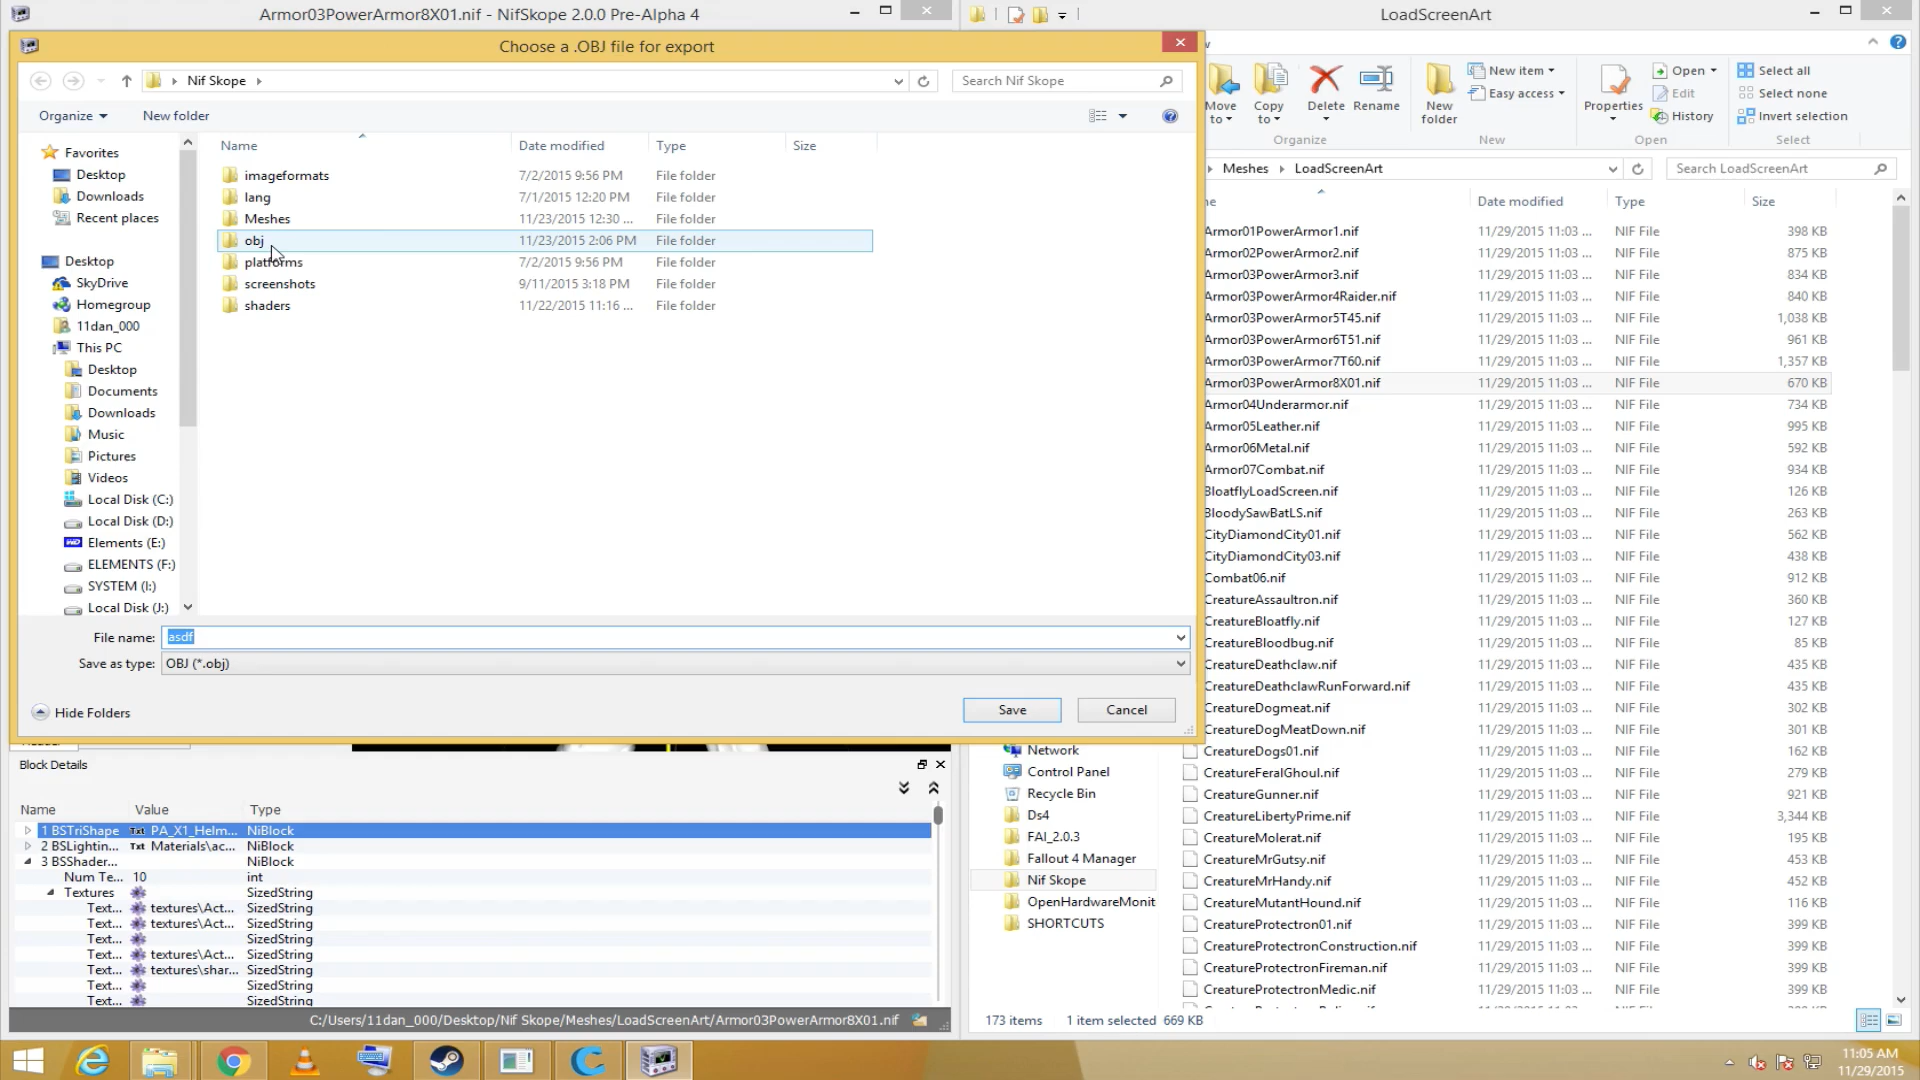 Armor03PowerArmor8X01.nif - NifSkope 2.0.0 Pre-Alpha 4
Choose a .OBJ file for export
Nif Skope
Search Nif Skope
Organize
New folder
Favorites
Desktop
Downloads
Recent places
Desktop
SkyDrive
Homegroup
11dan_000
This PC
Desktop
Documents
Downloads
Music
Pictures
Videos
Local Disk (C:)
Local Disk (D:)
Elements (E:)
ELEMENTS (F:)
SYSTEM (I:)
Local Disk (J:)
Name Date modified Type Size
imageformats 7/2/2015 9:56 PM File folder
lang 7/1/2015 12:20 PM File folder
Meshes 11/23/2015 12:30 ... File folder
obj 11/23/2015 2:06 PM File folder
platforms 7/2/2015 9:56 PM File folder
screenshots 9/11/2015 3:18 PM File folder
shaders 11/22/2015 11:16 ... File folder
File name: asdf
Save as type: OBJ (*.obj)
Hide Folders
Save
Cancel
Block Details
Name Value Type
1 BSTriShape Txt PA_X1_Helm... NiBlock
2 BSLightin... Txt Materials\ac... NiBlock
3 BSShader... NiBlock
Num Te... 10 int
Textures SizedString
Text... textures\Act... SizedString
Text... textures\Act... SizedString
Text... SizedString
Text... textures\Act... SizedString
Text... textures\shar... SizedString
Text... SizedString
Text... SizedString
C:/Users/11dan_000/Desktop/Nif Skope/Meshes/LoadScreenArt/Armor03PowerArmor8X01.nif
LoadScreenArt
Move to
Copy to
Delete
Rename
Organize
New folder
New item
Easy access
New
Properties
Open
Edit
History
Open
Select all
Select none
Invert selection
Select
Meshes LoadScreenArt
Search LoadScreenArt
Date modified Type Size
Armor01PowerArmor1.nif 11/29/2015 11:03 ... NIF File 398 KB
Armor02PowerArmor2.nif 11/29/2015 11:03 ... NIF File 875 KB
Armor03PowerArmor3.nif 11/29/2015 11:03 ... NIF File 834 KB
Armor03PowerArmor4Raider.nif 11/29/2015 11:03 ... NIF File 840 KB
Armor03PowerArmor5T45.nif 11/29/2015 11:03 ... NIF File 1,038 KB
Armor03PowerArmor6T51.nif 11/29/2015 11:03 ... NIF File 961 KB
Armor03PowerArmor7T60.nif 11/29/2015 11:03 ... NIF File 1,357 KB
Armor03PowerArmor8X01.nif 11/29/2015 11:03 ... NIF File 670 KB
Armor04Underarmor.nif 11/29/2015 11:03 ... NIF File 734 KB
Armor05Leather.nif 11/29/2015 11:03 ... NIF File 995 KB
Armor06Metal.nif 11/29/2015 11:03 ... NIF File 592 KB
Armor07Combat.nif 11/29/2015 11:03 ... NIF File 934 KB
BloatflyLoadScreen.nif 11/29/2015 11:03 ... NIF File 126 KB
BloodySawBatLS.nif 11/29/2015 11:03 ... NIF File 263 KB
CityDiamondCity01.nif 11/29/2015 11:03 ... NIF File 562 KB
CityDiamondCity03.nif 11/29/2015 11:03 ... NIF File 438 KB
Combat06.nif 11/29/2015 11:03 ... NIF File 912 KB
CreatureAssaultron.nif 11/29/2015 11:03 ... NIF File 360 KB
CreatureBloatfly.nif 11/29/2015 11:03 ... NIF File 127 KB
CreatureBloodbug.nif 11/29/2015 11:03 ... NIF File 85 KB
CreatureDeathclaw.nif 11/29/2015 11:03 ... NIF File 435 KB
CreatureDeathclawRunForward.nif 11/29/2015 11:03 ... NIF File 435 KB
CreatureDogmeat.nif 11/29/2015 11:03 ... NIF File 302 KB
CreatureDogMeatDown.nif 11/29/2015 11:03 ... NIF File 301 KB
CreatureDogs01.nif 11/29/2015 11:03 ... NIF File 162 KB
CreatureFeralGhoul.nif 11/29/2015 11:03 ... NIF File 279 KB
CreatureGunner.nif 11/29/2015 11:03 ... NIF File 921 KB
CreatureLibertyPrime.nif 11/29/2015 11:03 ... NIF File 3,344 KB
CreatureMolerat.nif 11/29/2015 11:03 ... NIF File 195 KB
CreatureMrGutsy.nif 11/29/2015 11:03 ... NIF File 453 KB
CreatureMrHandy.nif 11/29/2015 11:03 ... NIF File 452 KB
CreatureMutantHound.nif 11/29/2015 11:03 ... NIF File 116 KB
CreatureProtectron01.nif 11/29/2015 11:03 ... NIF File 399 KB
CreatureProtectronConstruction.nif 11/29/2015 11:03 ... NIF File 399 KB
CreatureProtectronFireman.nif 11/29/2015 11:03 ... NIF File 399 KB
CreatureProtectronMedic.nif 11/29/2015 11:03 ... NIF File 399 KB
Network
Control Panel
Recycle Bin
Ds4
FAI_2.0.3
Fallout 4 Manager
Nif Skope
OpenHardwareMonit
SHORTCUTS
173 items 1 item selected 669 KB
11:05 AM
11/29/2015